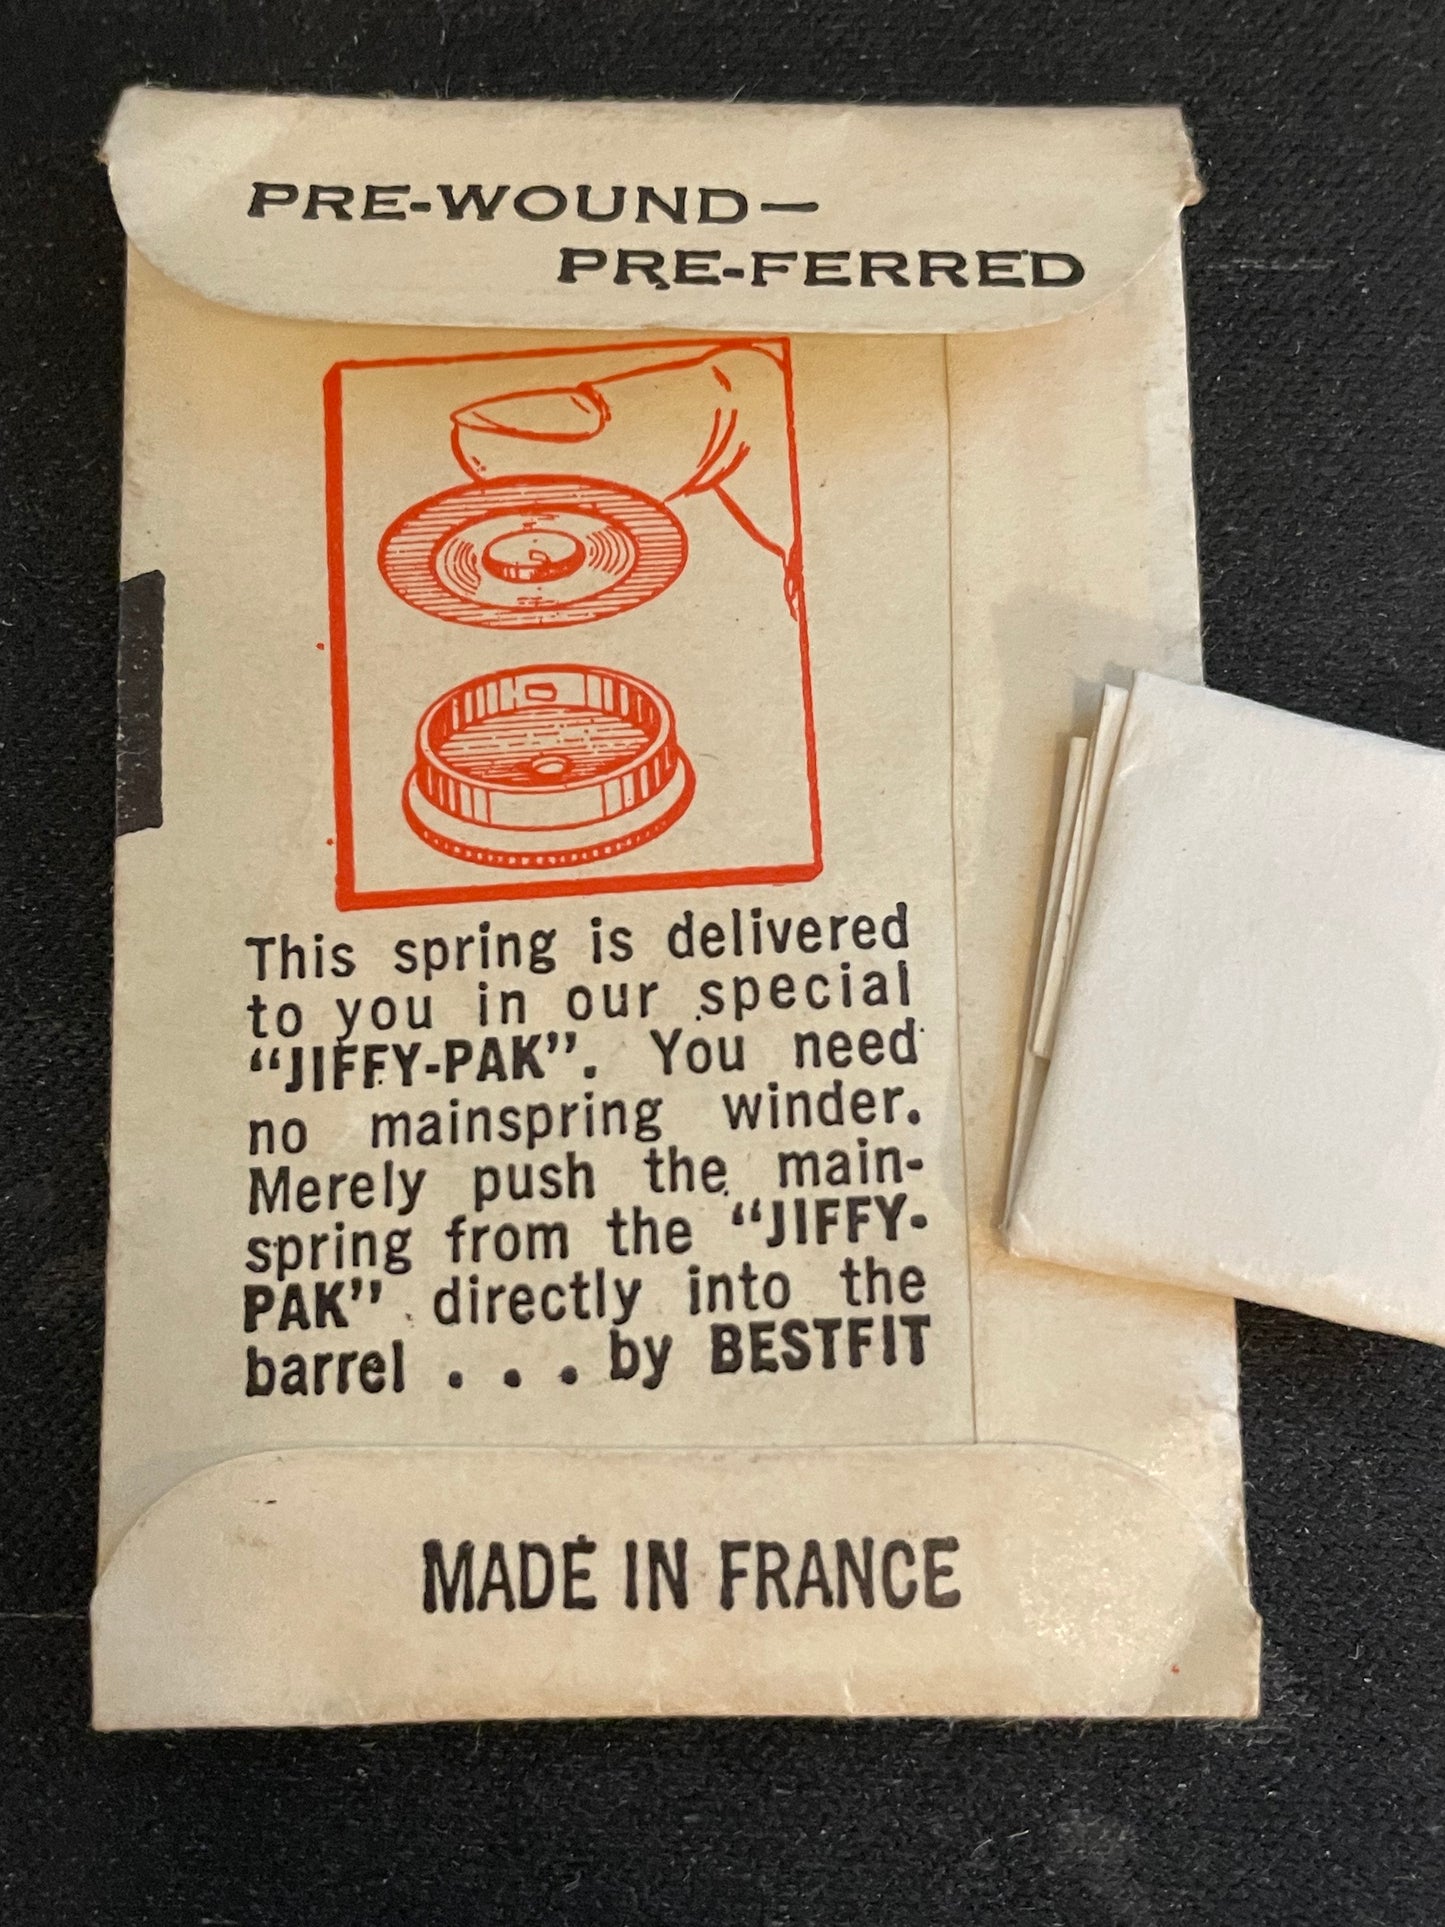 PRE-WOUND—
PRE-FERRED
This spring is delivered
to you in our special
“JIFFY-PAK”. You need
no mainspring winder.
Merely push the main-
spring from the “JIFFY-
PAK” directly into the
barrel . . . by BESTFIT
MADE IN FRANCE